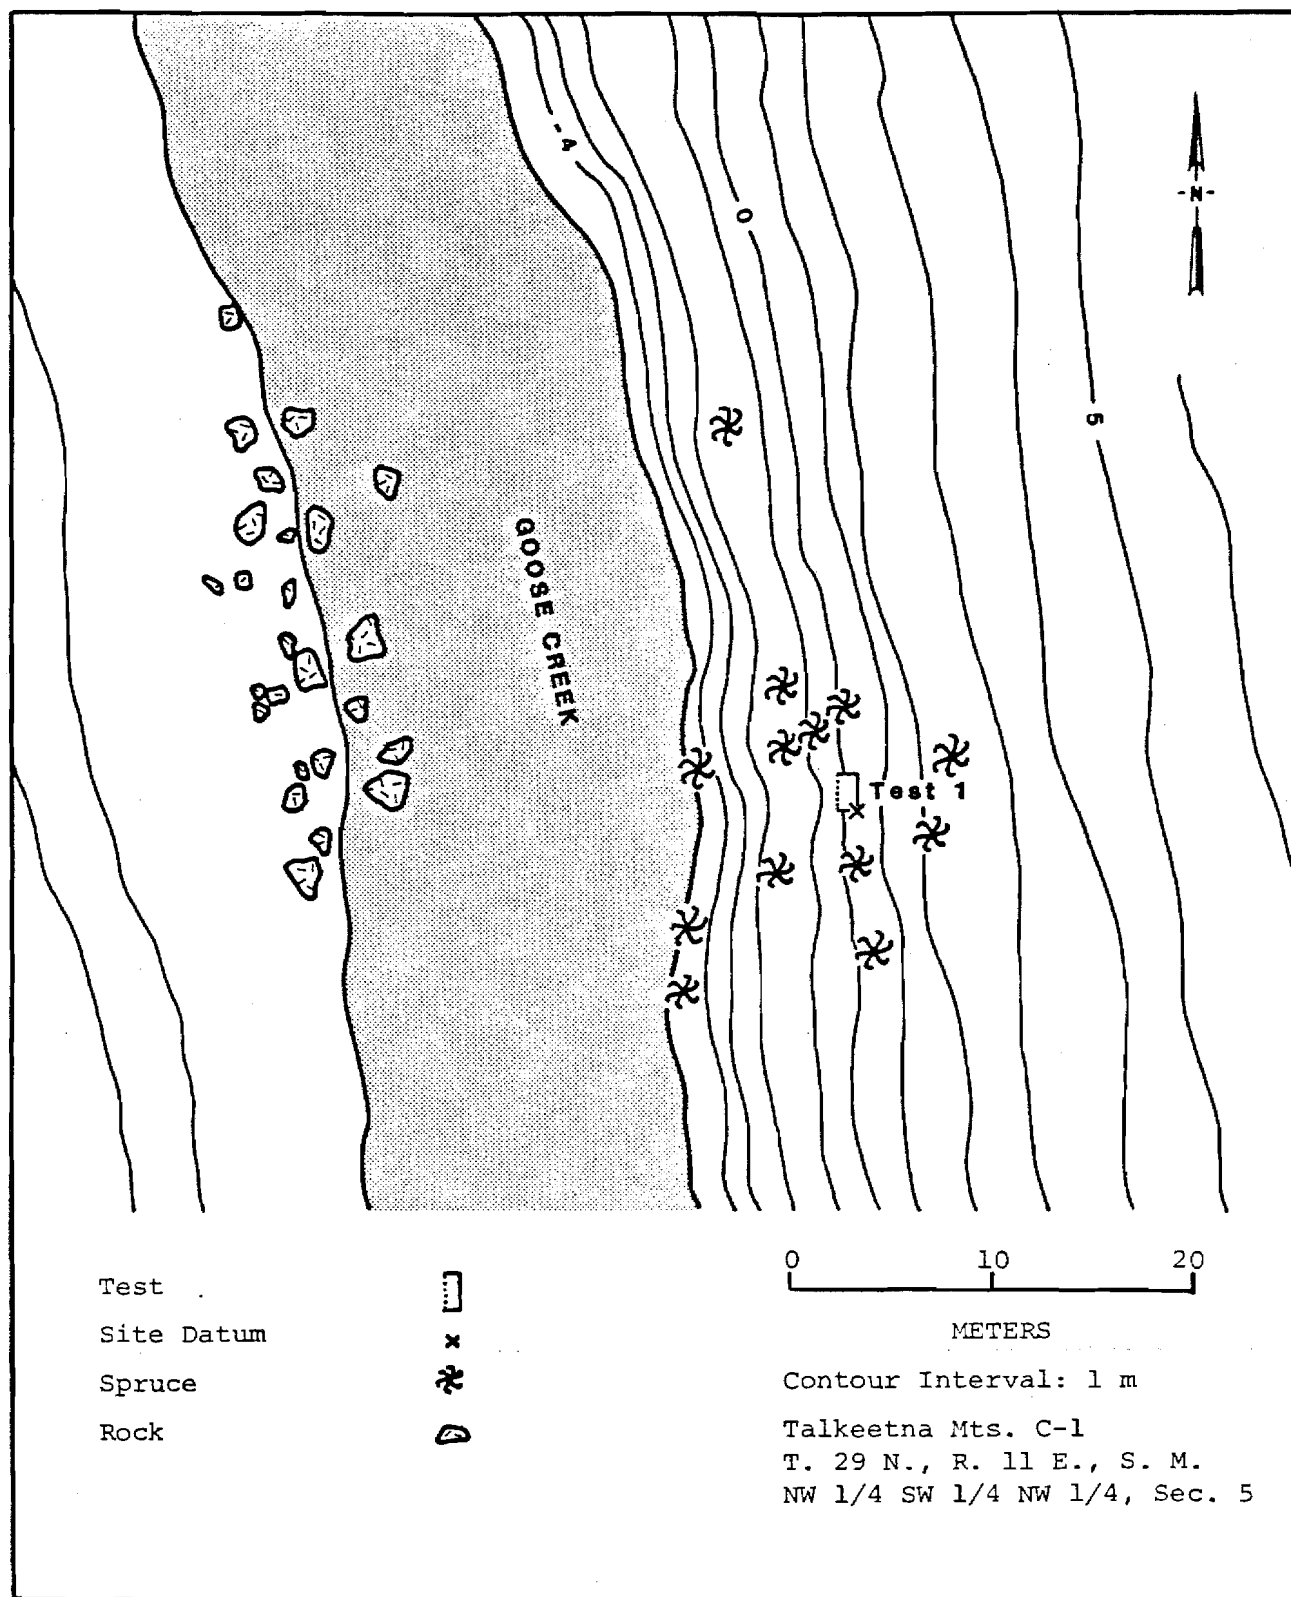 -4
0
-N-
5
GOOSE CREEK
Test 1
Test
Site Datum
Spruce
Rock
0 10 20
METERS
Contour Interval: 1 m
Talkeetna Mts. C-1
T. 29 N., R. 11 E., S. M.
NW 1/4 SW 1/4 NW 1/4, Sec. 5